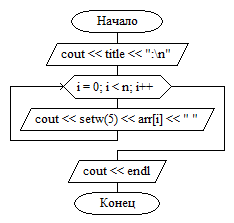 Начало
cout << title << ":\n"
i = 0; i < n; i++
cout << setw(5) << arr[i] << " "
cout << endl
Конец